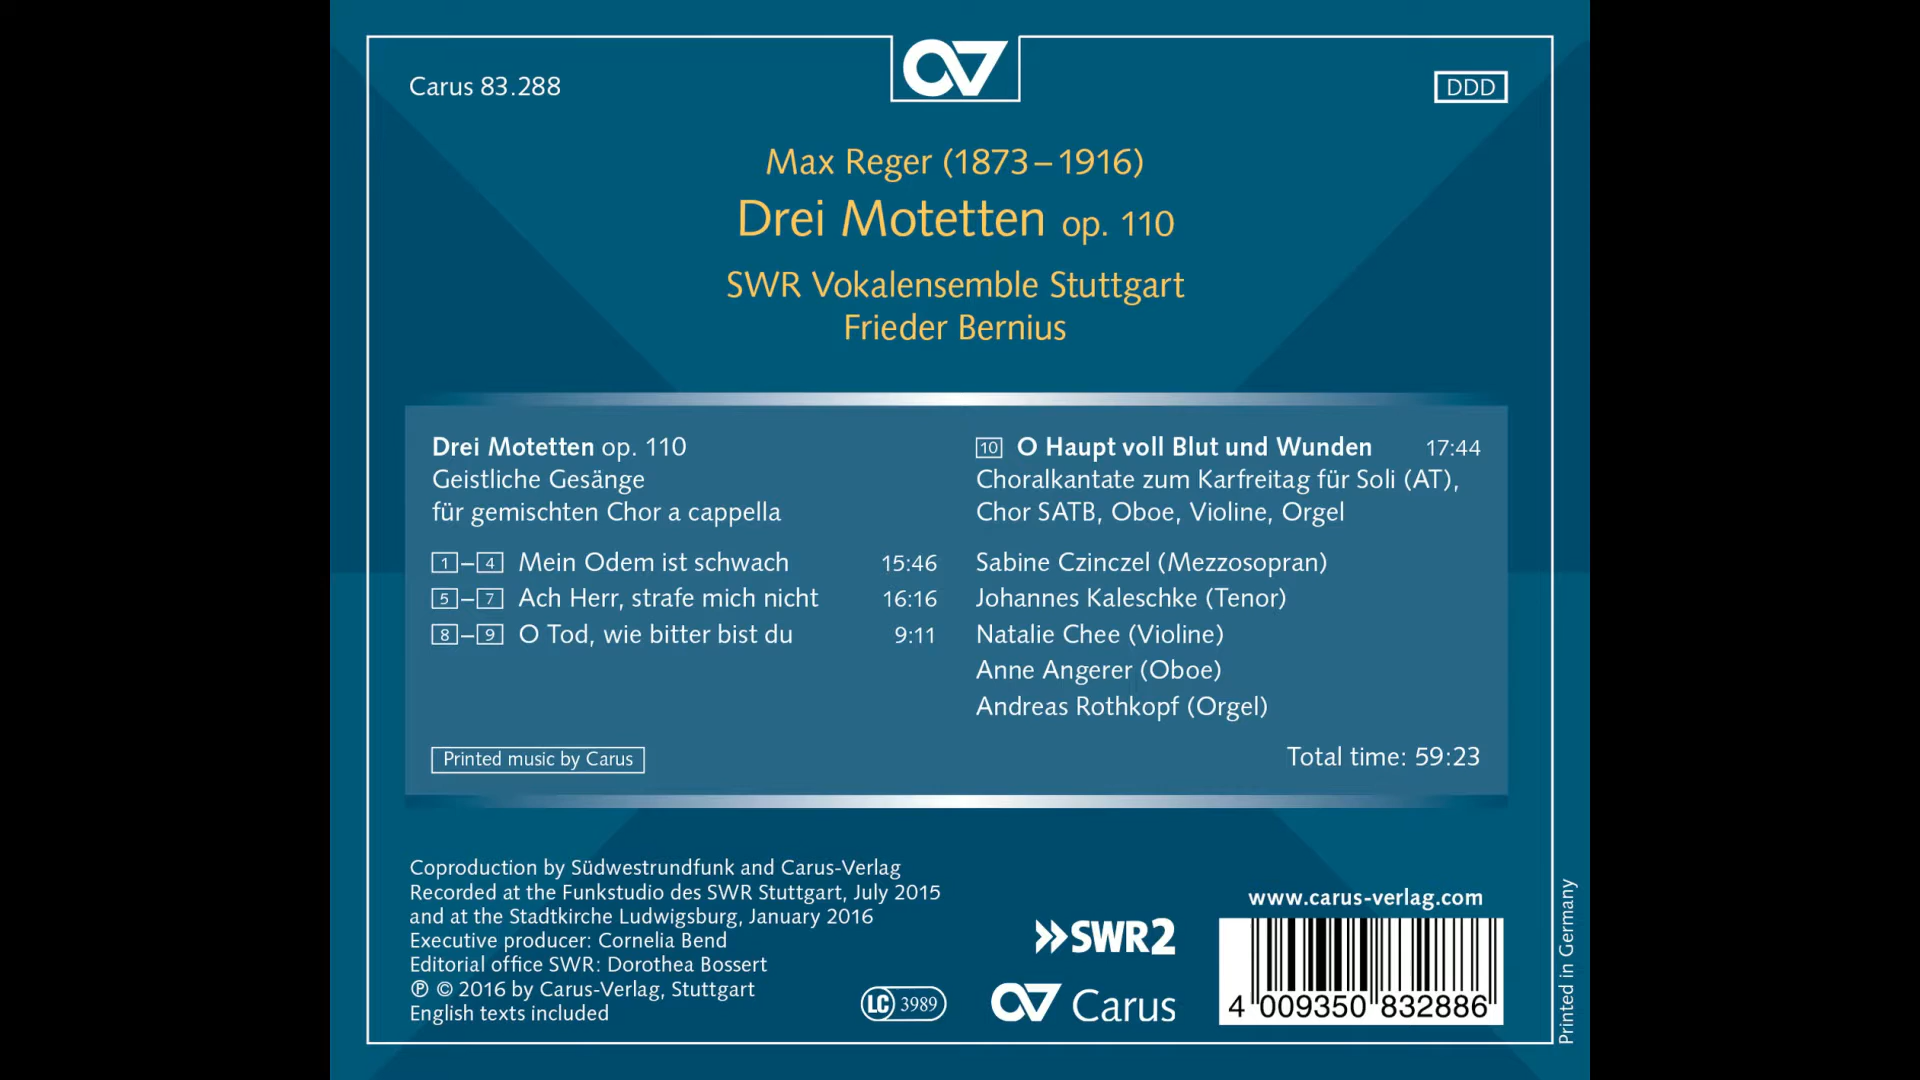 Carus 83.288
DDD
Max Reger (1873–1916)
Drei Motetten op. 110
SWR Vokalensemble Stuttgart
Frieder Bernius
Drei Motetten op. 110
Geistliche Gesänge
für gemischten Chor a cappella
1–4 Mein Odem ist schwach 15:46
5–7 Ach Herr, strafe mich nicht 16:16
8–9 O Tod, wie bitter bist du 9:11
Printed music by Carus
10 O Haupt voll Blut und Wunden 17:44
Choralkantate zum Karfreitag für Soli (AT),
Chor SATB, Oboe, Violine, Orgel
Sabine Czinczel (Mezzosopran)
Johannes Kaleschke (Tenor)
Natalie Chee (Violine)
Anne Angerer (Oboe)
Andreas Rothkopf (Orgel)
Total time: 59:23
Coproduction by Südwestrundfunk and Carus-Verlag
Recorded at the Funkstudio des SWR Stuttgart, July 2015
and at the Stadtkirche Ludwigsburg, January 2016
Executive producer: Cornelia Bend
Editorial office SWR: Dorothea Bossert
℗ © 2016 by Carus-Verlag, Stuttgart
English texts included
LC 3989
SWR2
Carus
www.carus-verlag.com
4 009350 832886
Printed in Germany